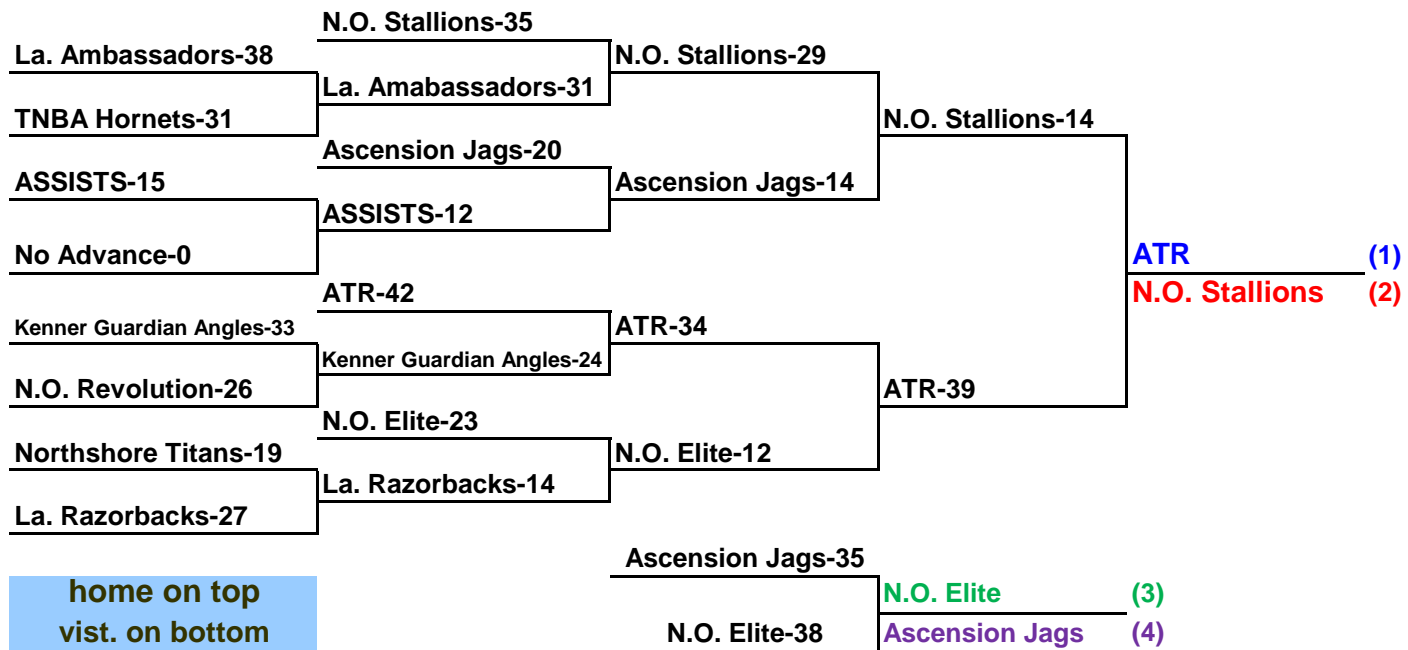 N.O. Stallions-35
La. Ambassadors-38
N.O. Stallions-29
La. Amabassadors-31
TNBA Hornets-31
N.O. Stallions-14
Ascension Jags-20
ASSISTS-15
Ascension Jags-14
ASSISTS-12
No Advance-0
ATR (1)
N.O. Stallions (2)
ATR-42
Kenner Guardian Angles-33
ATR-34
Kenner Guardian Angles-24
N.O. Revolution-26
ATR-39
N.O. Elite-23
Northshore Titans-19
N.O. Elite-12
La. Razorbacks-14
La. Razorbacks-27
Ascension Jags-35
home on top
N.O. Elite (3)
vist. on bottom
N.O. Elite-38
Ascension Jags (4)